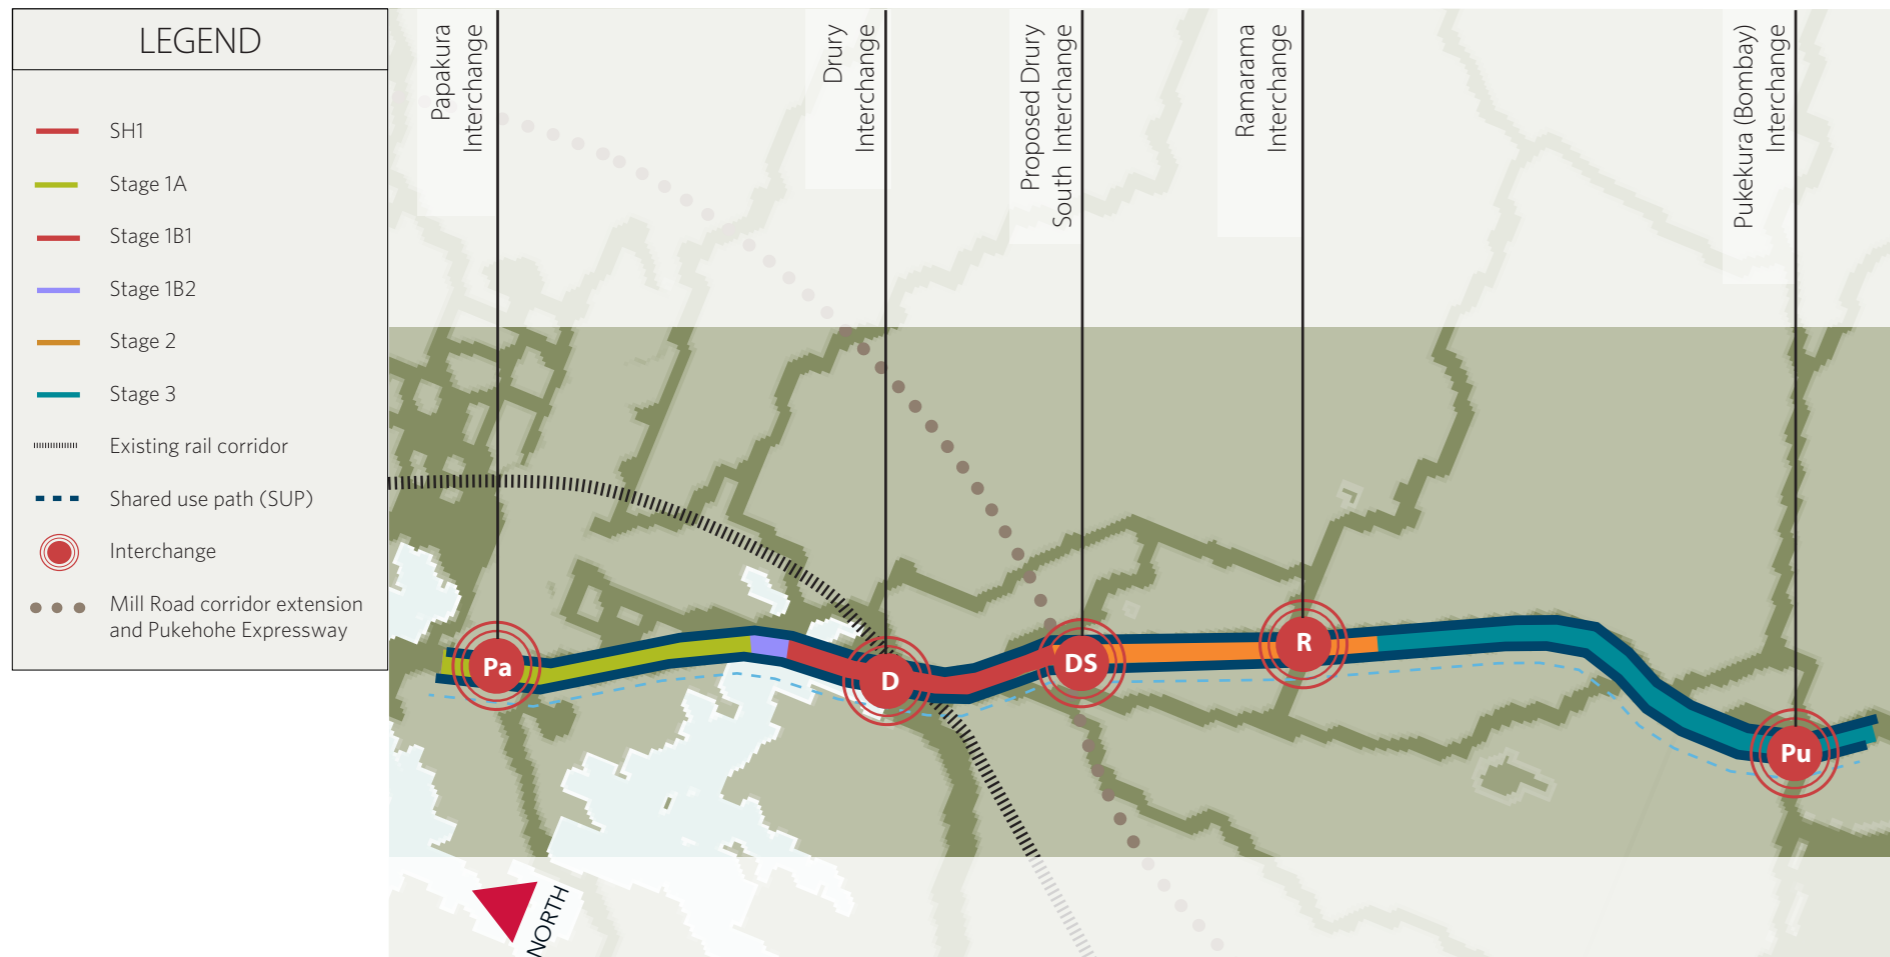 LEGEND
SH1
Stage 1A
Stage 1B1
Stage 1B2
Stage 2
Stage 3
Existing rail corridor
Shared use path (SUP)
Interchange
Mill Road corridor extension
and Pukehohe Expressway
Papakura
Interchange
Drury
Interchange
Proposed Drury
South Interchange
Ramarama
Interchange
Pukekura (Bombay)
Interchange
Pa
D
DS
R
Pu
NORTH